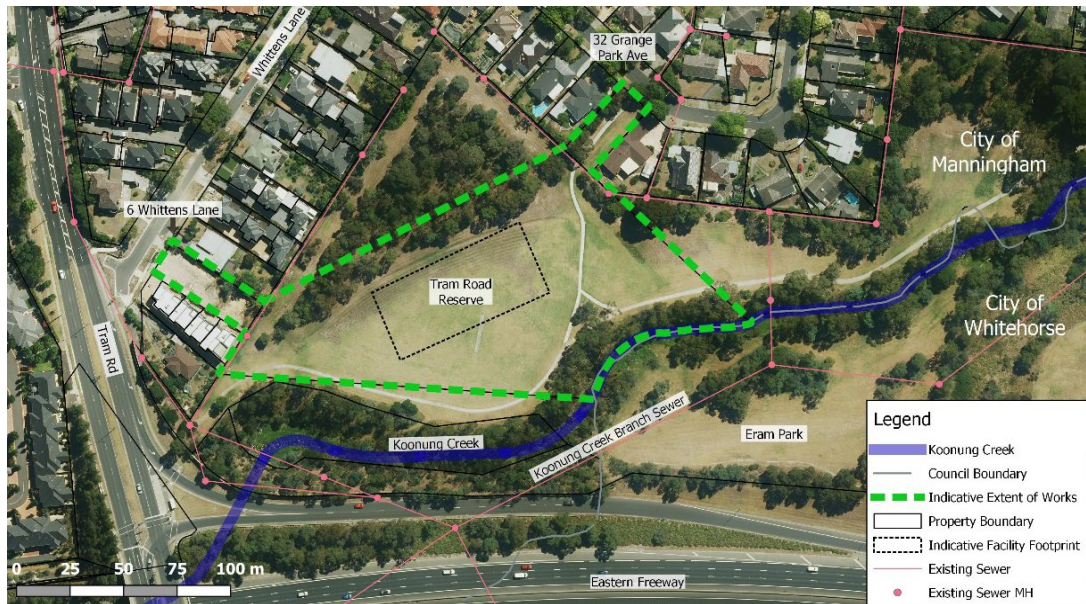 Whittens Lane
32 Grange
Park Ave
City of
Manningham
6 Whittens Lane
Tram Road
Reserve
City of
Whitehorse
Tram Rd
Koonung Creek
Koonung Creek Branch Sewer
Eram Park
Eastern Freeway
0 25 50 75 100 m
Legend
Koonung Creek
Council Boundary
Indicative Extent of Works
Property Boundary
Indicative Facility Footprint
Existing Sewer
Existing Sewer MH